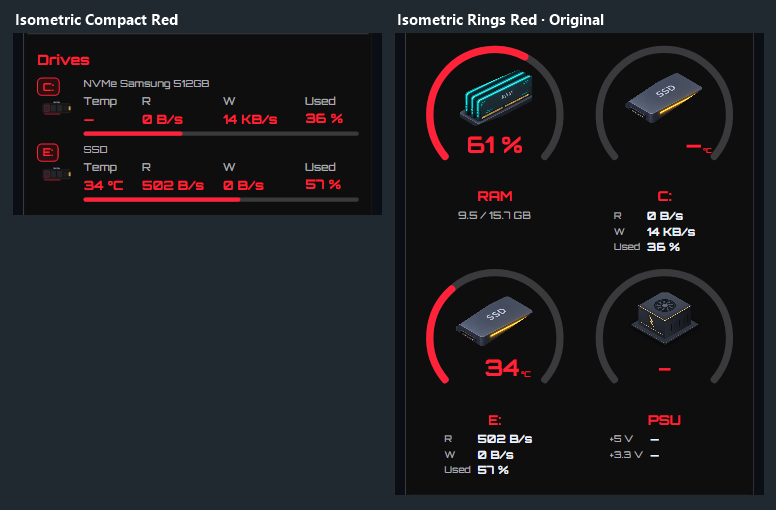 Isometric Compact Red
Drives
C:
NVMe Samsung 512GB
Temp R W Used
– 0 B/s 14 KB/s 36 %
E:
SSD
Temp R W Used
34 °C 502 B/s 0 B/s 57 %
Isometric Rings Red · Original
61 %
RAM
9.5 / 15.7 GB
SSD
– °C
C:
R 0 B/s
W 14 KB/s
Used 36 %
SSD
34 °C
E:
R 502 B/s
W 0 B/s
Used 57 %
–
PSU
+5 V –
+3.3 V –